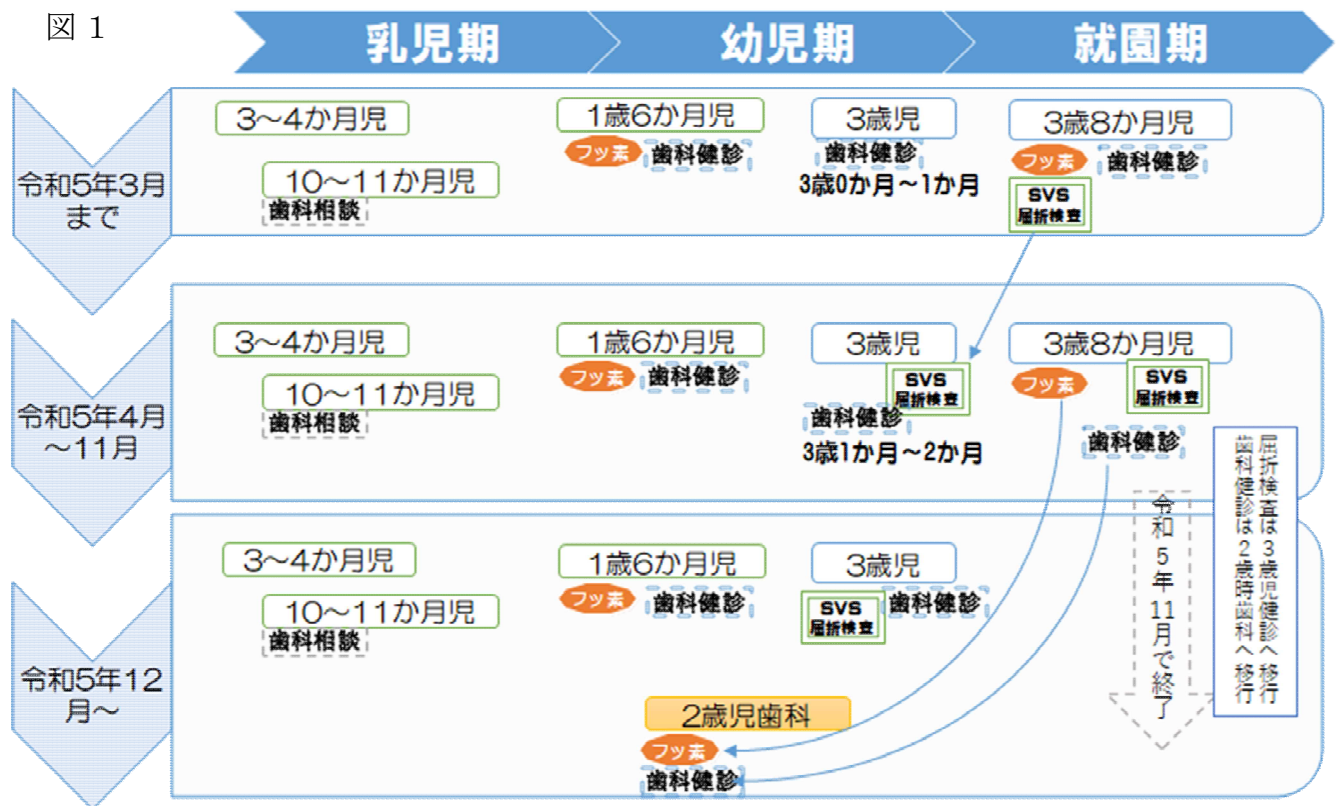 図 1
乳児期
幼児期
就園期
令和5年3月
まで
3～4か月児
10～11か月児
歯科相談
1歳6か月児
フッ素
歯科健診
3歳児
歯科健診
3歳0か月～1か月
3歳8か月児
フッ素
歯科健診
SVS
屈折検査
令和5年4月
～11月
3～4か月児
10～11か月児
歯科相談
1歳6か月児
フッ素
歯科健診
3歳児
SVS
屈折検査
歯科健診
3歳1か月～2か月
3歳8か月児
フッ素
SVS
屈折検査
歯科健診
屈折検査は3歳児健診へ移行
歯科健診は2歳時歯科へ移行
令和5年11月で終了
令和5年12
月～
3～4か月児
10～11か月児
歯科相談
1歳6か月児
フッ素
歯科健診
3歳児
SVS
屈折検査
歯科健診
2歳児歯科
フッ素
歯科健診